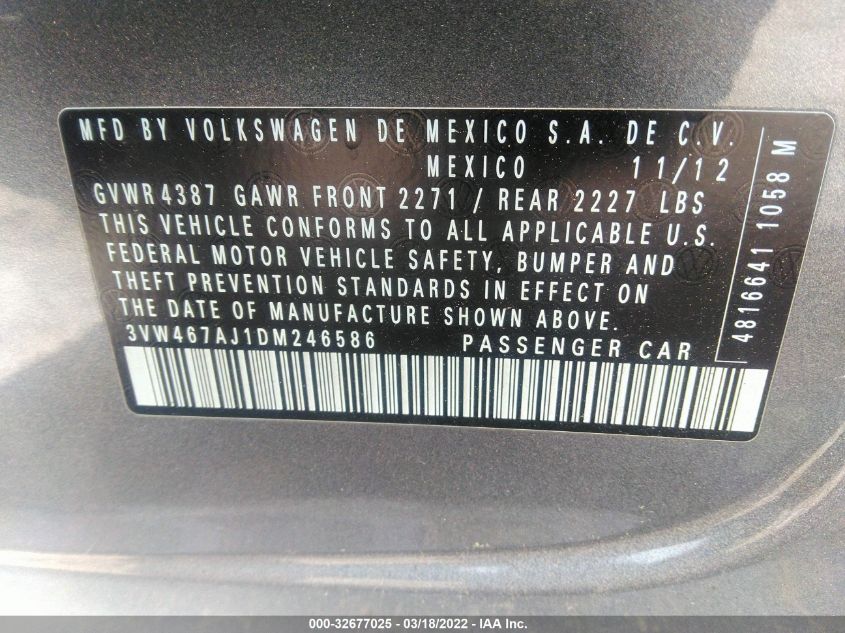 MFD BY VOLKSWAGEN DE MEXICO S.A. DE C.V.
MEXICO 11/12
GVWR4387 GAWR FRONT 2271 / REAR 2227 LBS
THIS VEHICLE CONFORMS TO ALL APPLICABLE U.S.
FEDERAL MOTOR VEHICLE SAFETY, BUMPER AND
THEFT PREVENTION STANDARDS IN EFFECT ON
THE DATE OF MANUFACTURE SHOWN ABOVE.
3VW467AJ1DM246586 PASSENGER CAR
4816641 1058 M
000-32677025 — 03/18/2022 — IAA Inc.